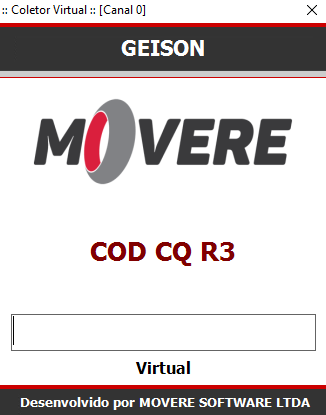 :: Coletor Virtual :: [Canal 0]
GEISON
MOVERE
COD CQ R3
Virtual
Desenvolvido por MOVERE SOFTWARE LTDA